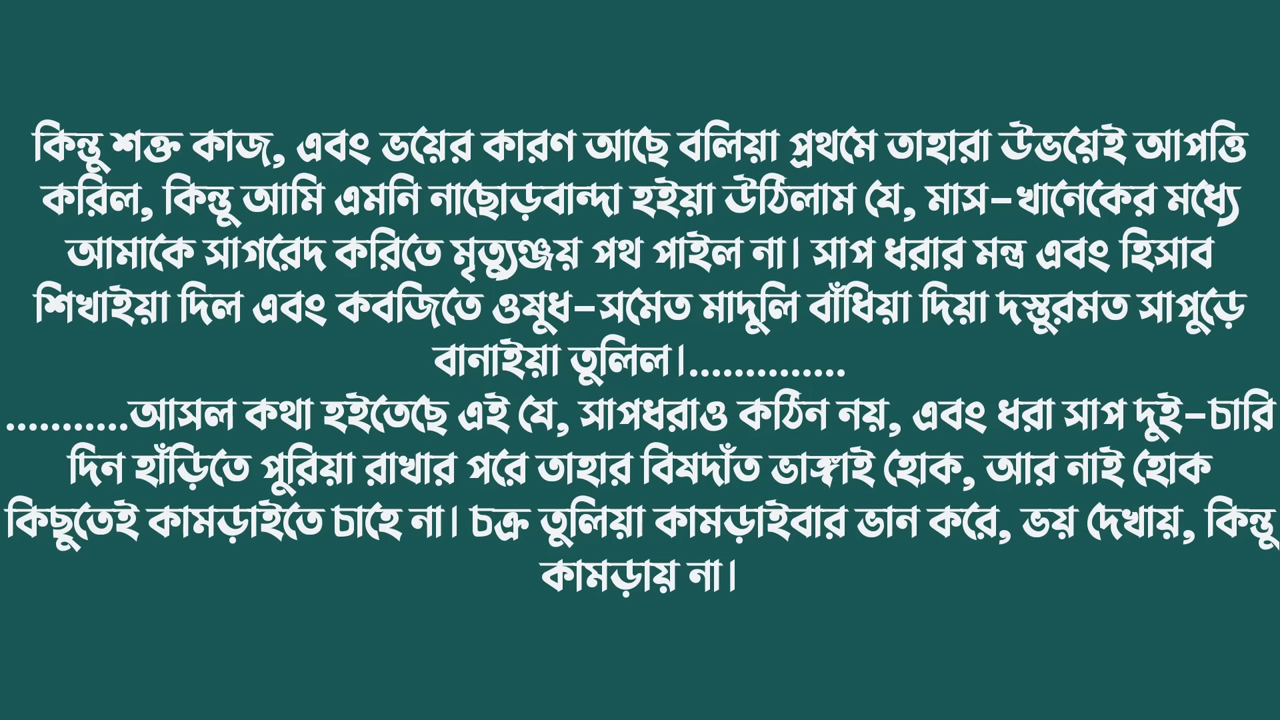 কিন্তু শক্ত কাজ, এবং ভয়ের কারণ আছে বলিয়া প্রথমে তাহারা উভয়েই আপত্তি
করিল, কিন্তু আমি এমনি নাছোড়বান্দা হইয়া উঠিলাম যে, মাস-খানেকের মধ্যে
আমাকে সাগরেদ করিতে মৃত্যুঞ্জয় পথ পাইল না। সাপ ধরার মন্ত্র এবং হিসাব
শিখাইয়া দিল এবং কবজিতে ওষুধ-সমেত মাদুলি বাঁধিয়া দিয়া দস্তুরমত সাপুড়ে
বানাইয়া তুলিল।..............
...........আসল কথা হইতেছে এই যে, সাপধরাও কঠিন নয়, এবং ধরা সাপ দুই-চারি
দিন হাঁড়িতে পুরিয়া রাখার পরে তাহার বিষদাঁত ভাঙ্গাই হোক, আর নাই হোক
কিছুতেই কামড়াইতে চাহে না। চক্র তুলিয়া কামড়াইবার ভান করে, ভয় দেখায়, কিন্তু
কামড়ায় না।